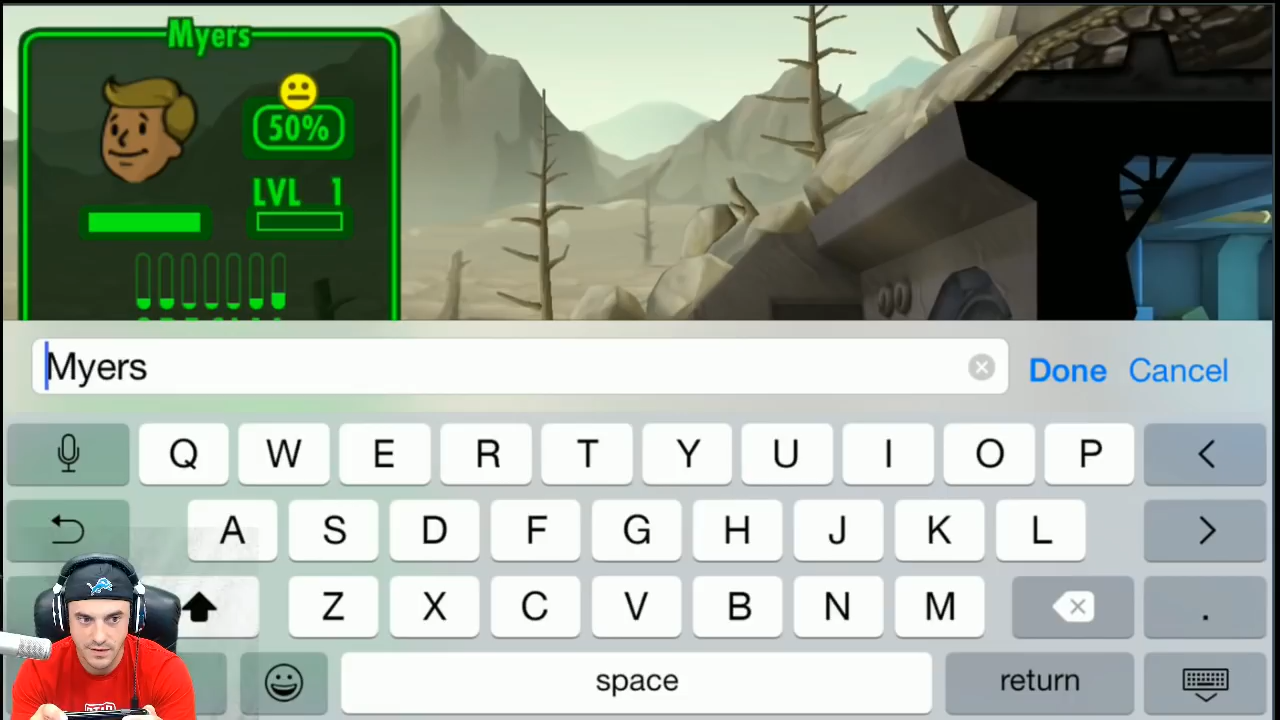 Myers
50%
LVL 1
Myers
Done Cancel
Q W E R T Y U I O P <
A S D F G H J K L >
Z X C V B N M .
space return